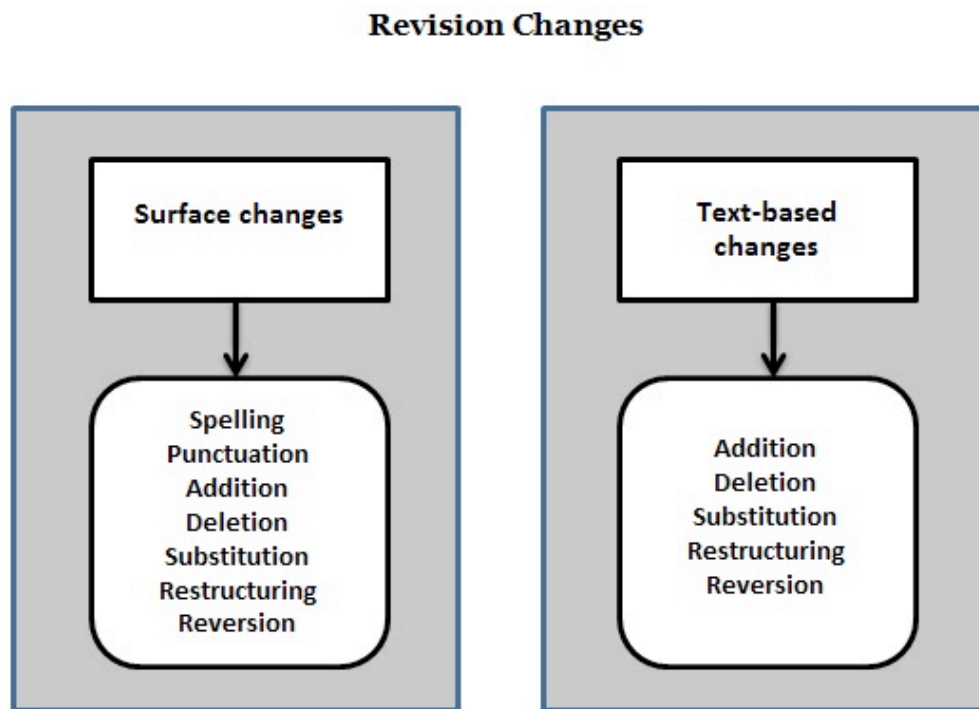 Revision Changes
Surface changes
Spelling
Punctuation
Addition
Deletion
Substitution
Restructuring
Reversion
Text-based
changes
Addition
Deletion
Substitution
Restructuring
Reversion